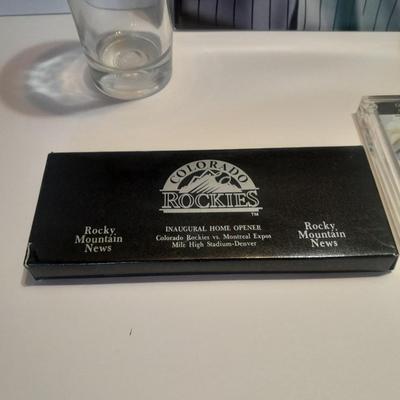 COLORADO
ROCKIES
TM
INAUGURAL HOME OPENER
Colorado Rockies vs. Montreal Expos
Mile High Stadium-Denver
Rocky
Mountain
News
Rocky
Mountain
News